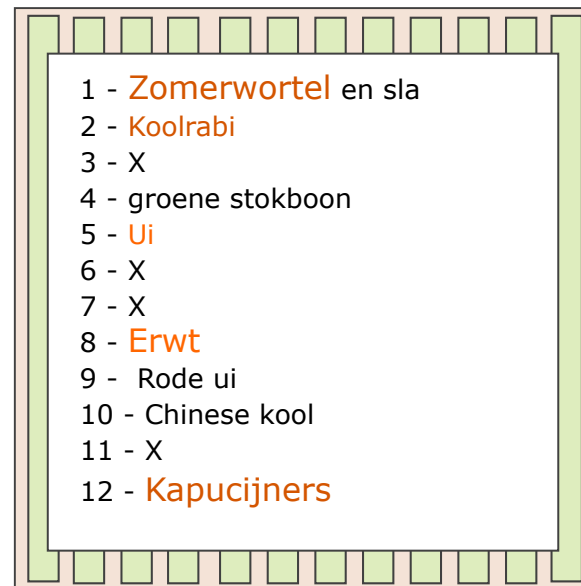 1 - Zomerwortel en sla
2 - Koolrabi
3 - X
4 - groene stokboon
5 - Ui
6 - X
7 - X
8 - Erwt
9 - Rode ui
10 - Chinese kool
11 - X
12 - Kapucijners